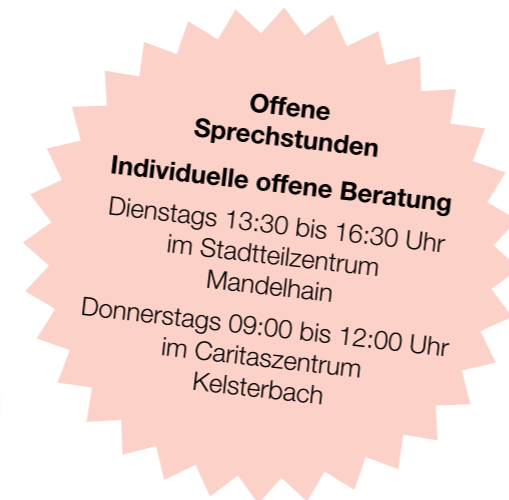 Offene
Sprechstunden
Individuelle offene Beratung
Dienstags 13:30 bis 16:30 Uhr
im Stadtteilzentrum
Mandelhain
Donnerstags 09:00 bis 12:00 Uhr
im Caritaszentrum
Kelsterbach